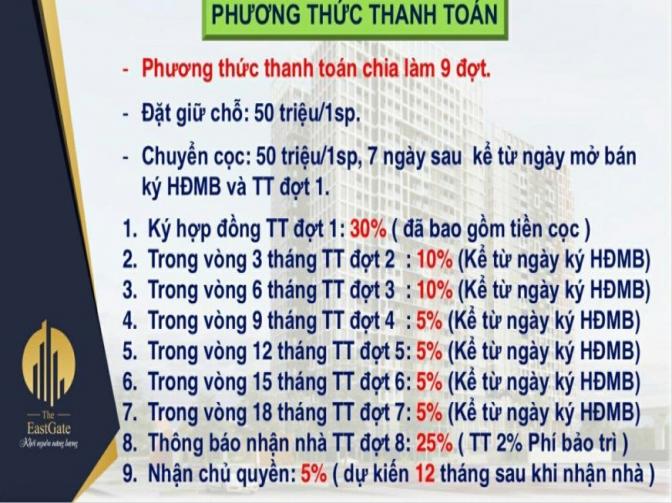 PHƯƠNG THỨC THANH TOÁN
- Phương thức thanh toán chia làm 9 đợt.
- Đặt giữ chỗ: 50 triệu/1sp.
- Chuyển cọc: 50 triệu/1sp, 7 ngày sau kể từ ngày mở bán
ký HĐMB và TT đợt 1.
1. Ký hợp đồng TT đợt 1: 30% ( đã bao gồm tiền cọc )
2. Trong vòng 3 tháng TT đợt 2 : 10% (Kể từ ngày ký HĐMB)
3. Trong vòng 6 tháng TT đợt 3 : 10% (Kể từ ngày ký HĐMB)
4. Trong vòng 9 tháng TT đợt 4 : 5% (Kể từ ngày ký HĐMB)
5. Trong vòng 12 tháng TT đợt 5: 5% (Kể từ ngày ký HĐMB)
6. Trong vòng 15 tháng TT đợt 6: 5% (Kể từ ngày ký HĐMB)
7. Trong vòng 18 tháng TT đợt 7: 5% (Kể từ ngày ký HĐMB)
8. Thông báo nhận nhà TT đợt 8: 25% ( TT 2% Phí bảo trì )
9. Nhận chủ quyền: 5% ( dự kiến 12 tháng sau khi nhận nhà )
The
EastGate
Khơi nguồn năng lượng